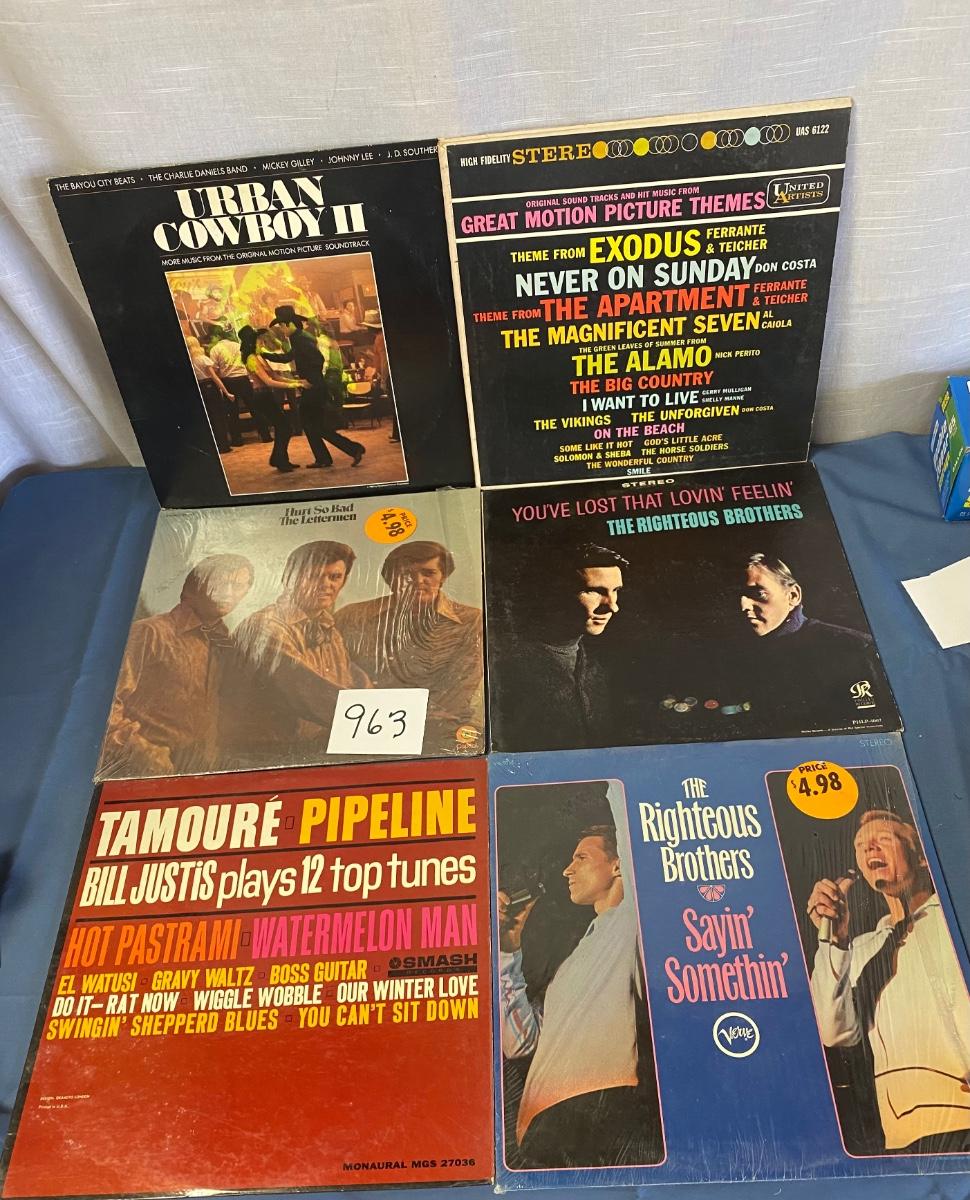 THE BAYOU CITY BEATS · THE CHARLIE DANIELS BAND · MICKEY GILLEY · JOHNNY LEE · J.D. SOUTHER
URBAN
COWBOY II
MORE MUSIC FROM THE ORIGINAL MOTION PICTURE SOUNDTRACK
HIGH FIDELITY STEREO UAS 6122
ORIGINAL SOUND TRACKS AND HIT MUSIC FROM
GREAT MOTION PICTURE THEMES
UNITED
ARTISTS
THEME FROM EXODUS FERRANTE
& TEICHER
NEVER ON SUNDAY DON COSTA
THEME FROM THE APARTMENT FERRANTE
& TEICHER
THE MAGNIFICENT SEVEN AL
CAIOLA
THE GREEN LEAVES OF SUMMER FROM
THE ALAMO NICK PERITO
THE BIG COUNTRY
I WANT TO LIVE GERRY MULLIGAN
SHELLY MANNE
THE VIKINGS THE UNFORGIVEN DON COSTA
ON THE BEACH
SOME LIKE IT HOT GOD'S LITTLE ACRE
SOLOMON & SHEBA THE HORSE SOLDIERS
THE WONDERFUL COUNTRY
SMILE
Hurt So Bad
The Lettermen
PRICE
$4.98
963
Capitol
STEREO
YOU'VE LOST THAT LOVIN' FEELIN'
THE RIGHTEOUS BROTHERS
PHLP-4007
TAMOURÉ PIPELINE
BILL JUSTIS plays 12 top tunes
HOT PASTRAMI WATERMELON MAN
EL WATUSI GRAVY WALTZ BOSS GUITAR
SMASH
RECORDS
DO IT—RAT NOW WIGGLE WOBBLE OUR WINTER LOVE
SWINGIN' SHEPPERD BLUES YOU CAN'T SIT DOWN
Printed in U.S.A.
MONAURAL MGS 27036
STEREO
THE
Righteous
Brothers
Sayin'
Somethin'
Verve
PRICE
$4.98